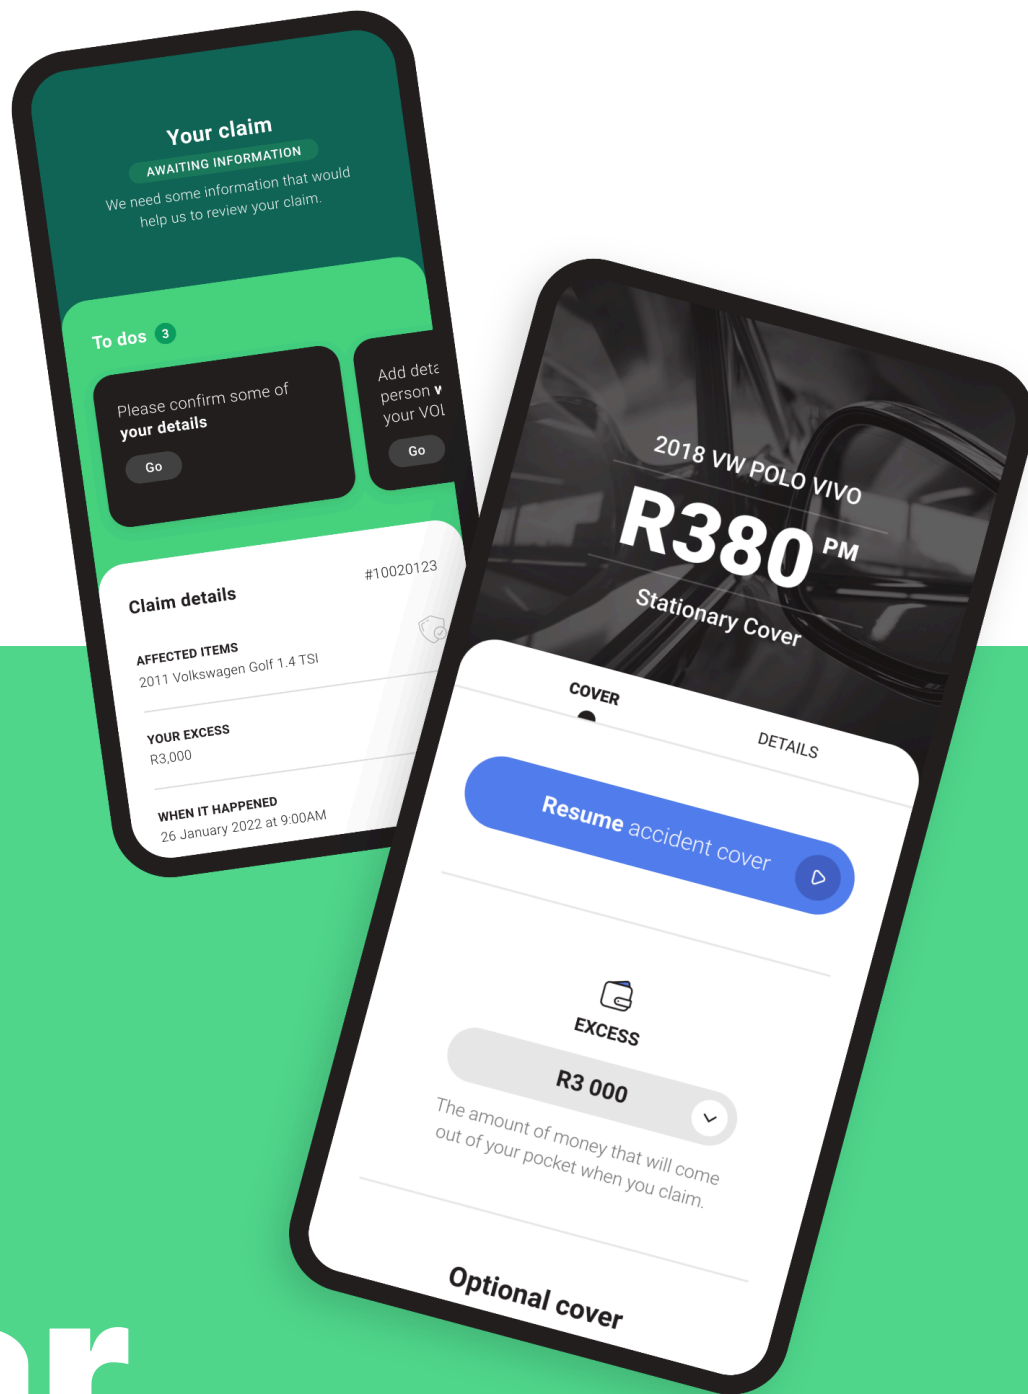 Your claim
AWAITING INFORMATION
We need some information that would
help us to review your claim.
To dos 3
Please confirm some of
your details
Go
Add
person
your
Go
Claim details
#10020123
AFFECTED ITEMS
2011 Volkswagen Golf 1.4 TSI
YOUR EXCESS
R3,000
WHEN IT HAPPENED
26 January 2022 at 9:00AM
2018 VW POLO VIVO
R380 PM
Stationary Cover
COVER
DETAILS
Resume accident cover
EXCESS
R3 000
The amount of money that will come
out of your pocket when you claim.
Optional cover